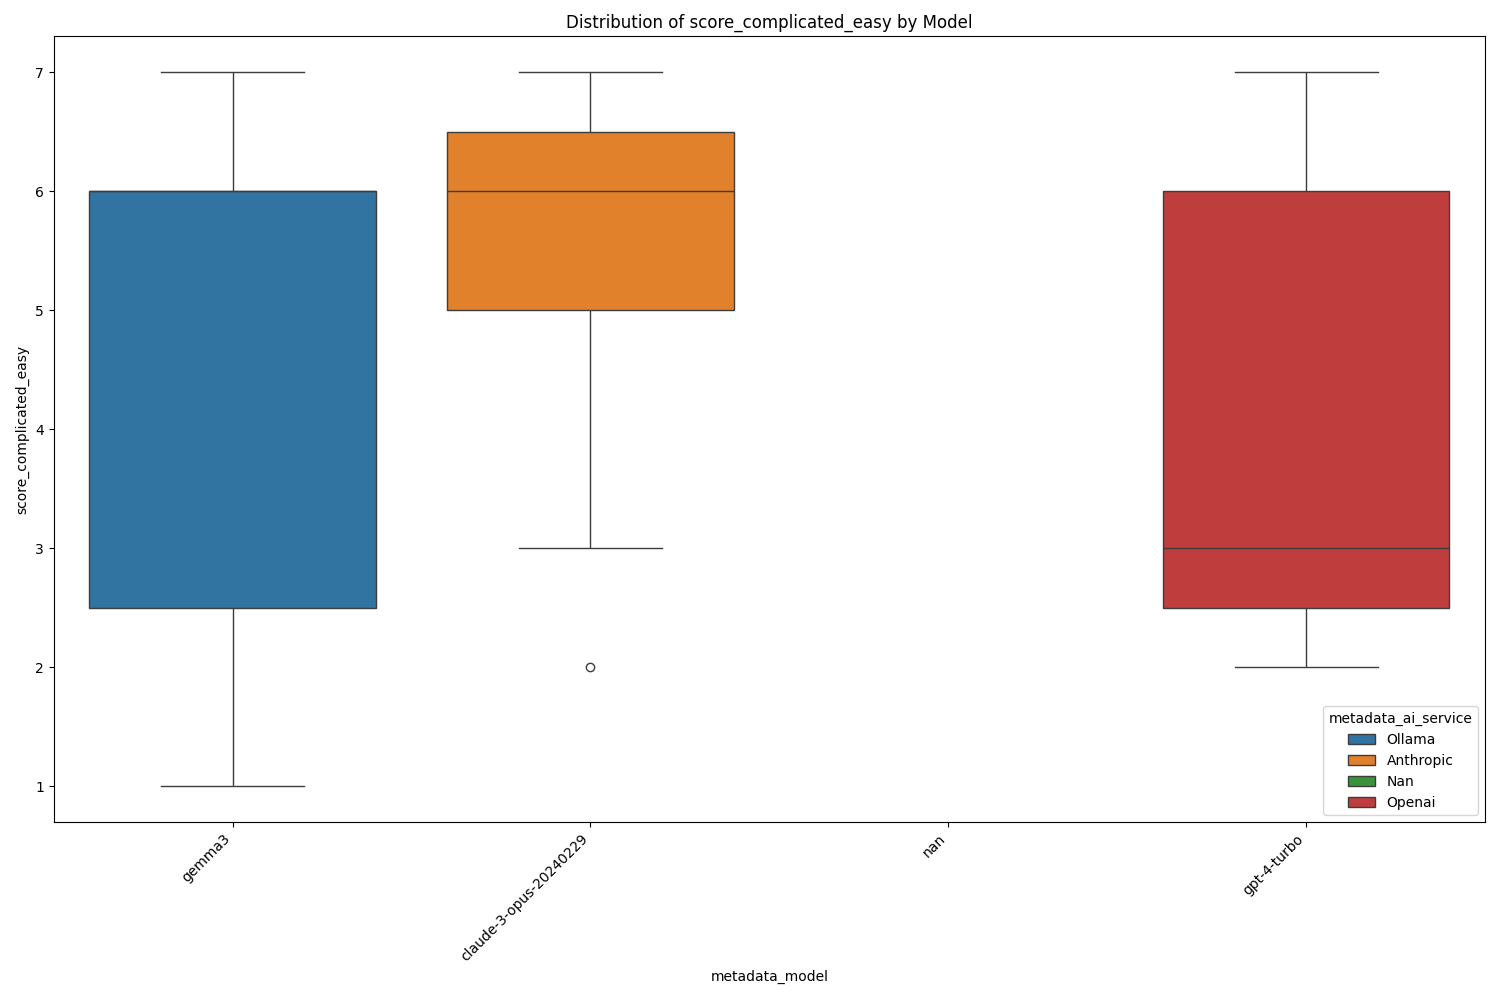 Distribution of score_complicated_easy by Model
score_complicated_easy
7
6
5
4
3
2
1
gemma3
claude-3-opus-20240229
nan
gpt-4-turbo
metadata_model
metadata_ai_service
Ollama
Anthropic
Nan
Openai